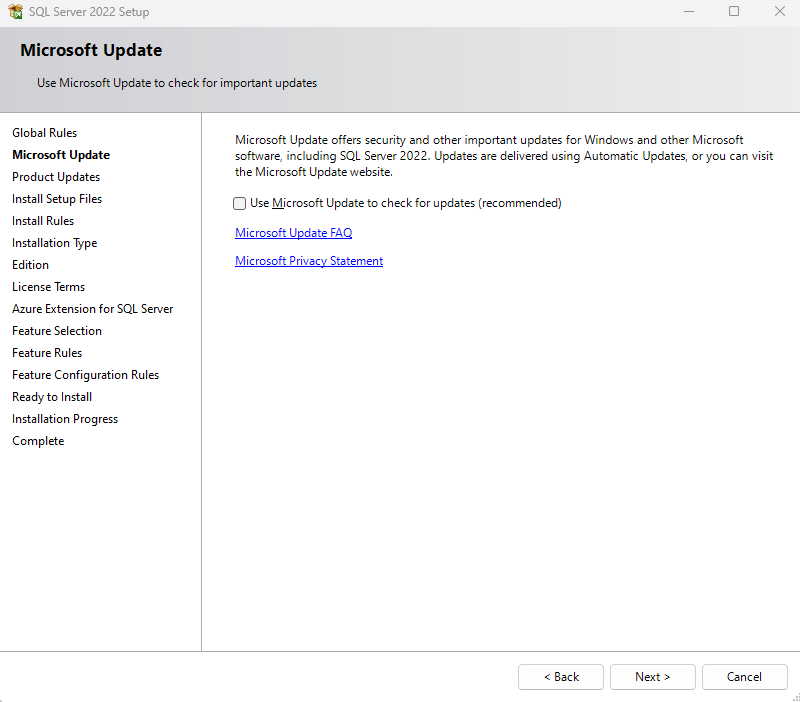 SQL Server 2022 Setup
Microsoft Update
Use Microsoft Update to check for important updates
Global Rules
Microsoft Update
Product Updates
Install Setup Files
Install Rules
Installation Type
Edition
License Terms
Azure Extension for SQL Server
Feature Selection
Feature Rules
Feature Configuration Rules
Ready to Install
Installation Progress
Complete
Microsoft Update offers security and other important updates for Windows and other Microsoft
software, including SQL Server 2022. Updates are delivered using Automatic Updates, or you can visit
the Microsoft Update website.
Use Microsoft Update to check for updates (recommended)
Microsoft Update FAQ
Microsoft Privacy Statement
< Back
Next >
Cancel